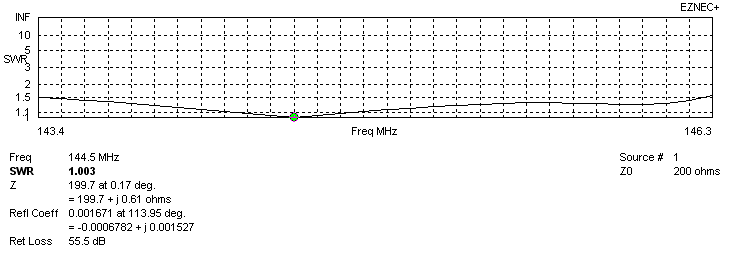 EZNEC+
INF
10
5
SWR
3
2
1.5
1.1
1
143.4
Freq MHz
146.3
Freq 144.5 MHz
SWR 1.003
Z 199.7 at 0.17 deg.
= 199.7 + j 0.61 ohms
Refl Coeff 0.001671 at 113.95 deg.
= -0.0006782 + j 0.001527
Ret Loss 55.5 dB
Source # 1
Z0 200 ohms